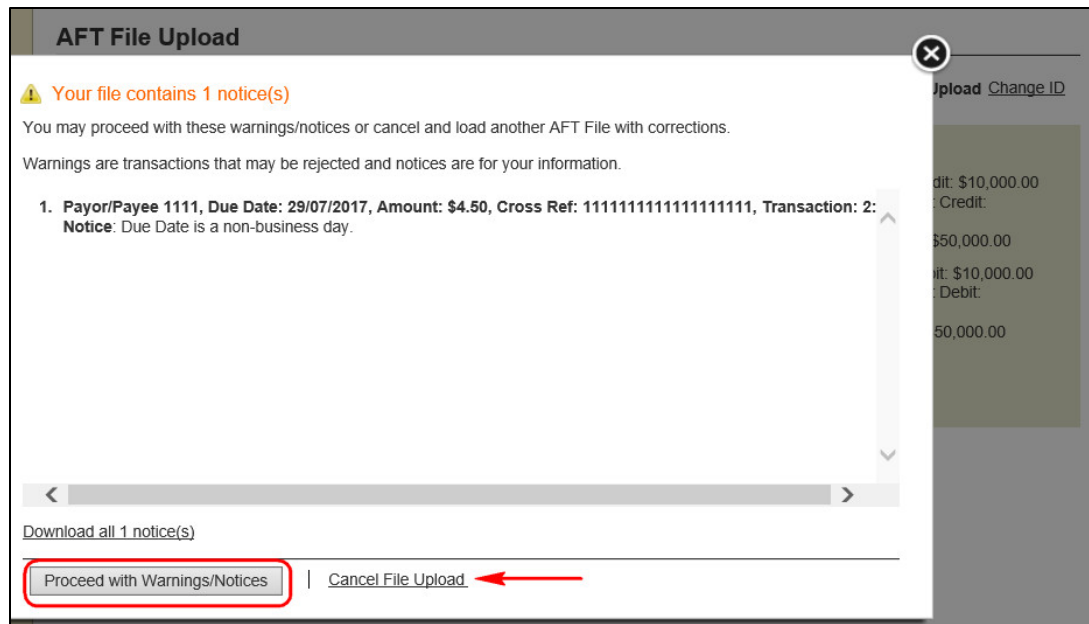 AFT File Upload
Upload Change ID
Your file contains 1 notice(s)
You may proceed with these warnings/notices or cancel and load another AFT File with corrections.
Warnings are transactions that may be rejected and notices are for your information.
1. Payor/Payee 1111, Due Date: 29/07/2017, Amount: $4.50, Cross Ref: 1111111111111111111, Transaction: 2:
Notice: Due Date is a non-business day.
dit: $10,000.00
: Credit:
$50,000.00
it: $10,000.00
: Debit:
50,000.00
Download all 1 notice(s)
Proceed with Warnings/Notices | Cancel File Upload